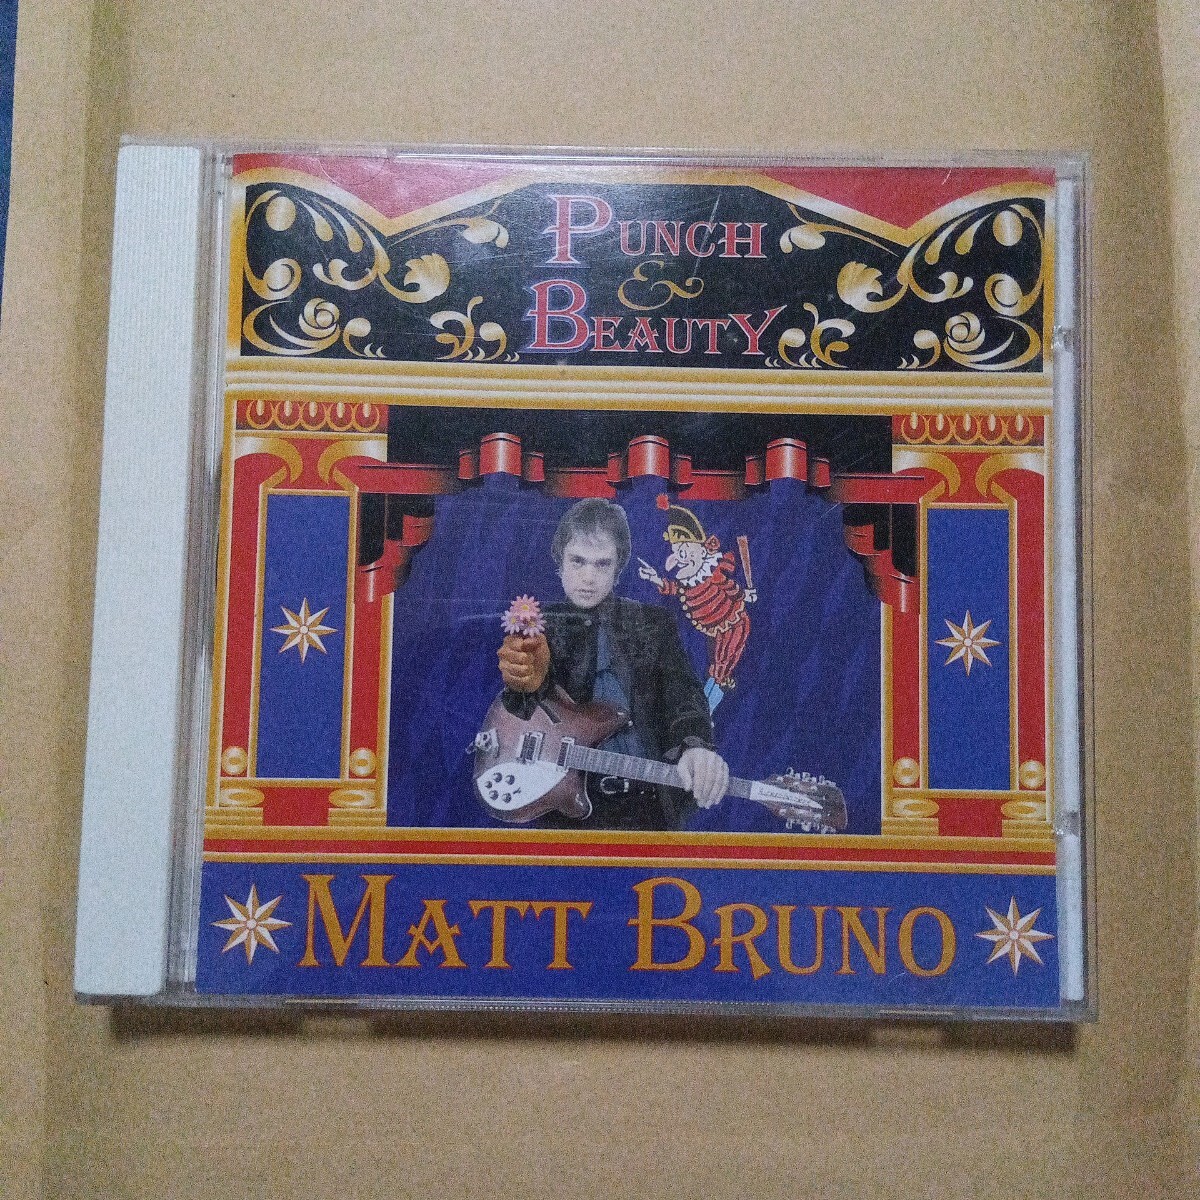 PUNCH
&
BEAUTY
MATT BRUNO